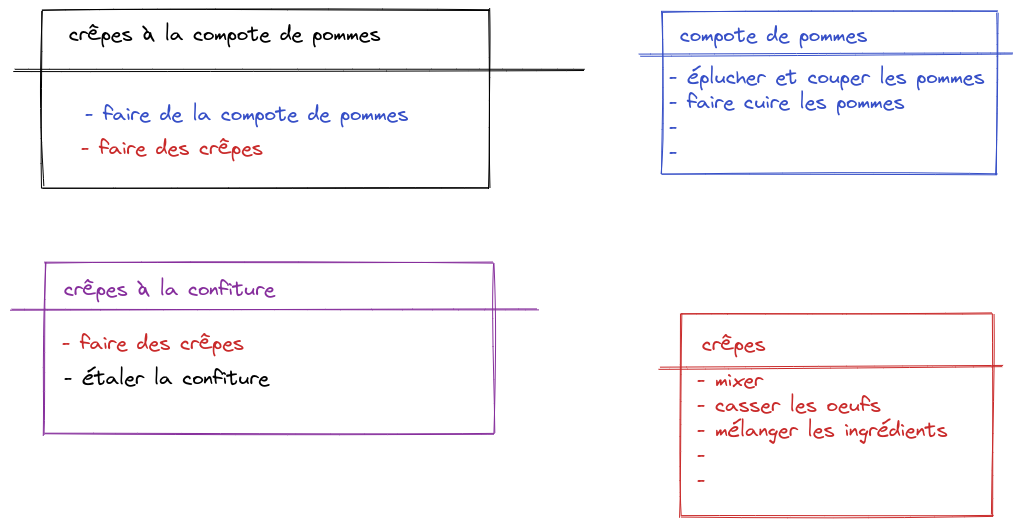 crêpes à la compote de pommes
- faire de la compote de pommes
- faire des crêpes
compote de pommes
- éplucher et couper les pommes
- faire cuire les pommes
-
-
crêpes à la confiture
- faire des crêpes
- étaler la confiture
crêpes
- mixer
- casser les oeufs
- mélanger les ingrédients
-
-